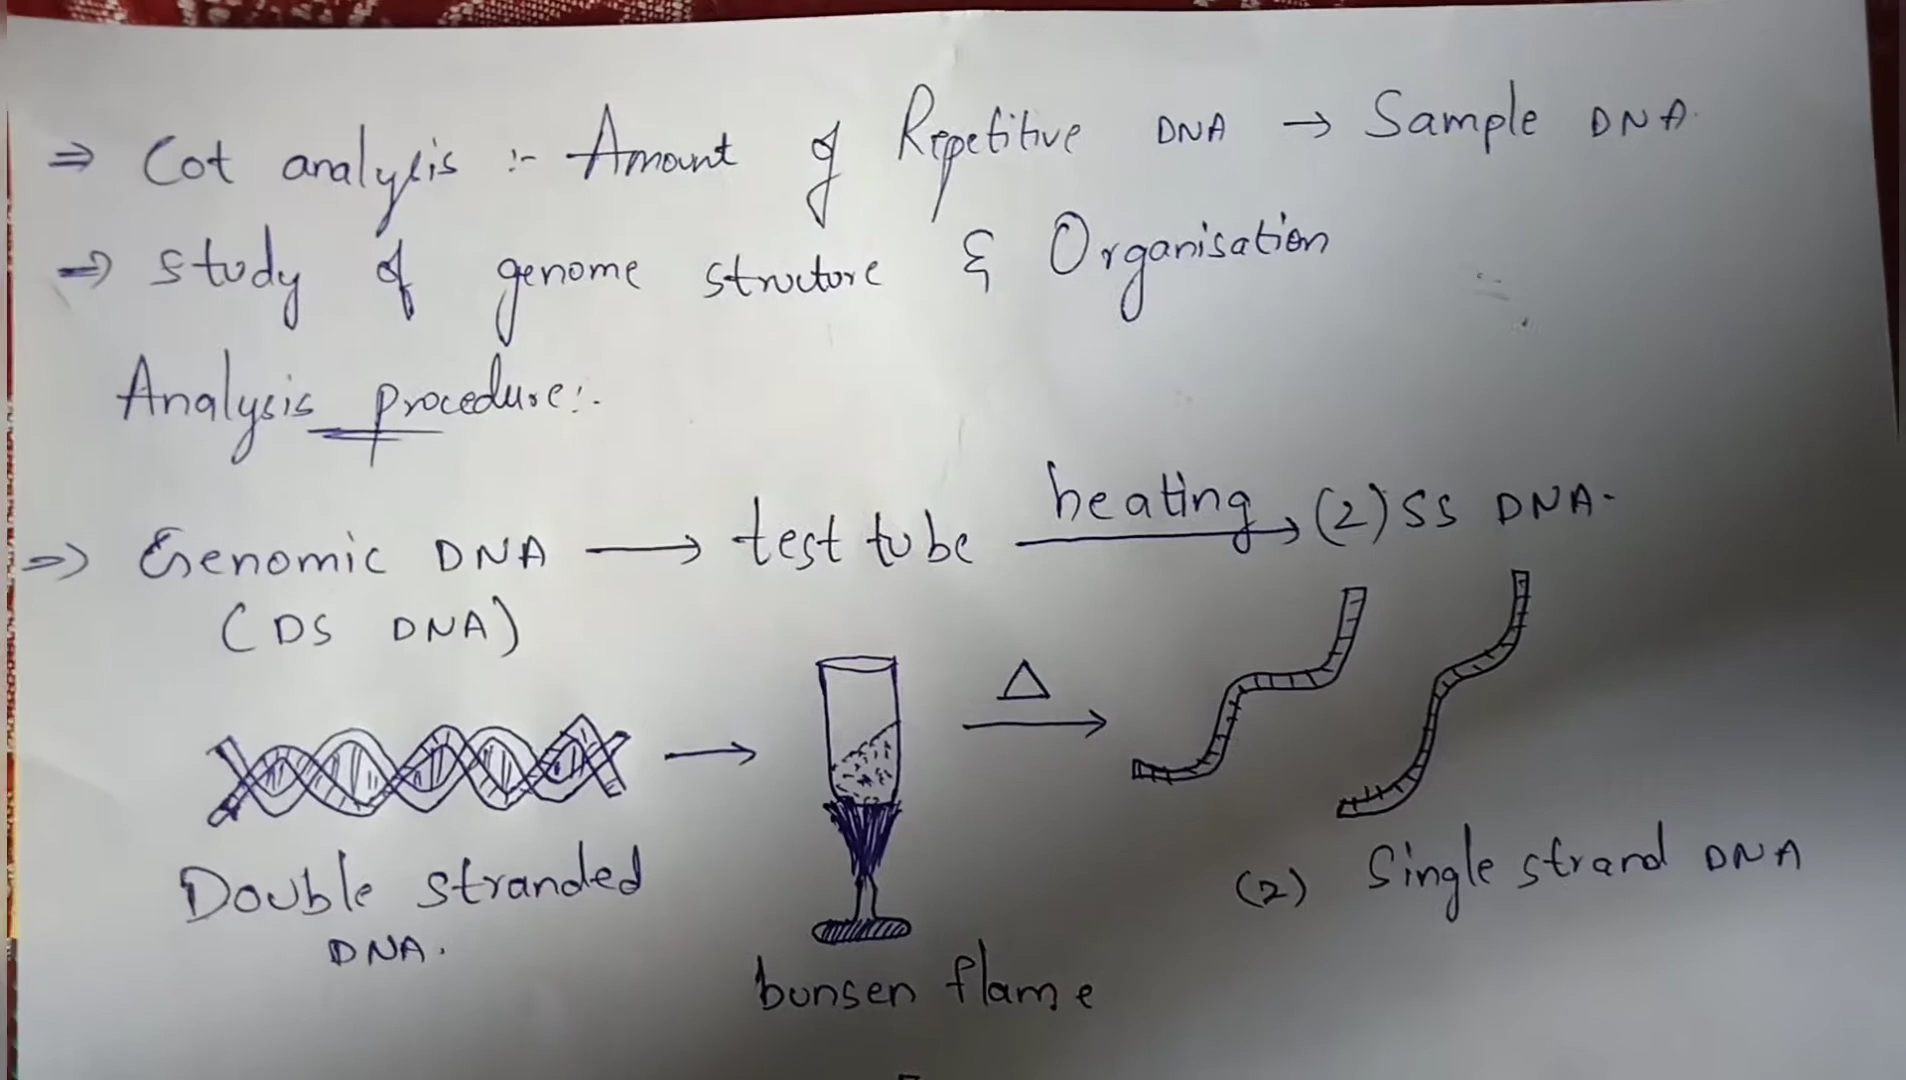 ⇒ Cot analysis :- Amount of Repetitive DNA → Sample DNA.
⇒ study of genome structure & Organisation
Analysis procedure:-
⇒ Genomic DNA → test tube heating → (2) SS DNA.
(DS DNA)
→ Δ →
Double stranded
DNA.
(2) Single strand DNA
bunsen flame